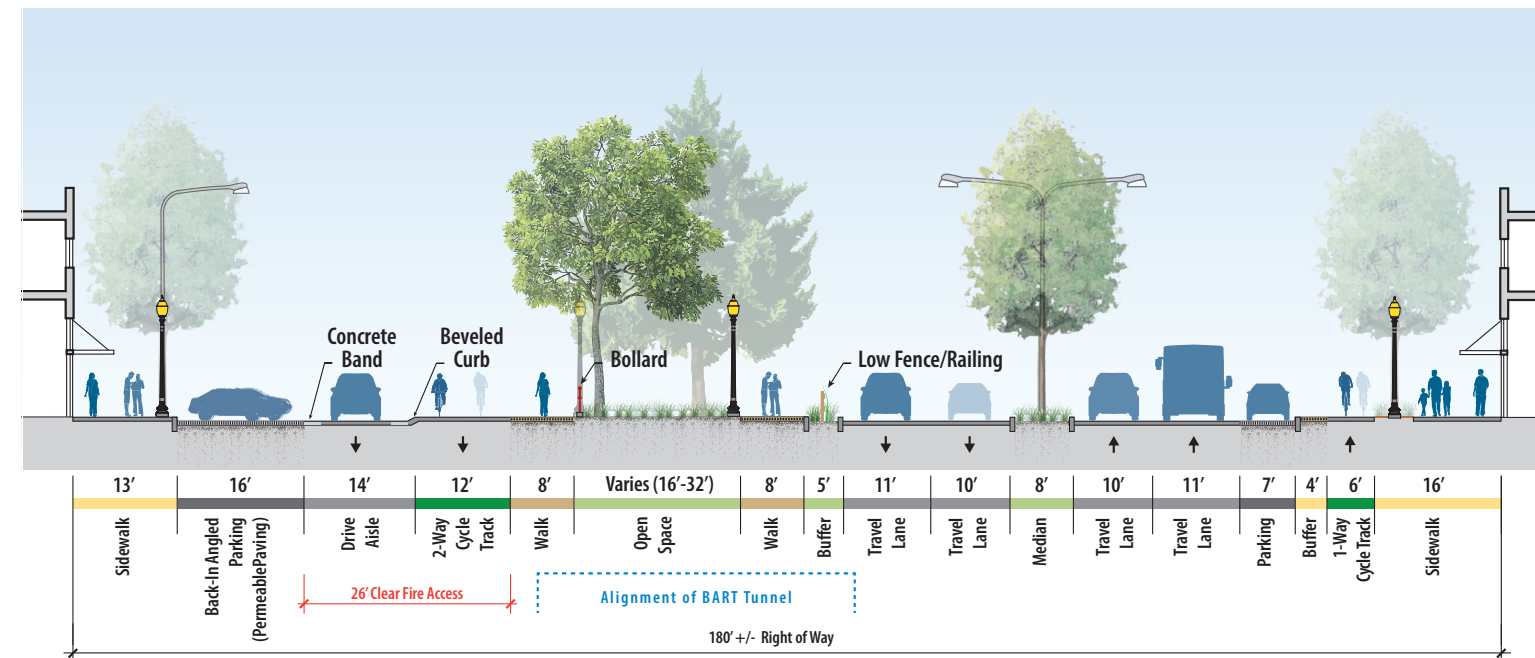 Concrete
Band
Beveled
Curb
Bollard
Low Fence/Railing
13’
16’
14’
12’
8’
Varies (16’-32’)
8’
5’
11’
10’
8’
10’
11’
7’
4’
6’
16’
Sidewalk
Back-In Angled
Parking
(PermeablePaving)
Drive
Aisle
2-Way
Cycle
Track
Walk
Open
Space
Walk
Buffer
Travel
Lane
Travel
Lane
Median
Travel
Lane
Travel
Lane
Parking
Buffer
1-Way
Cycle Track
Sidewalk
26’ Clear Fire Access
Alignment of BART Tunnel
180’ +/- Right of Way